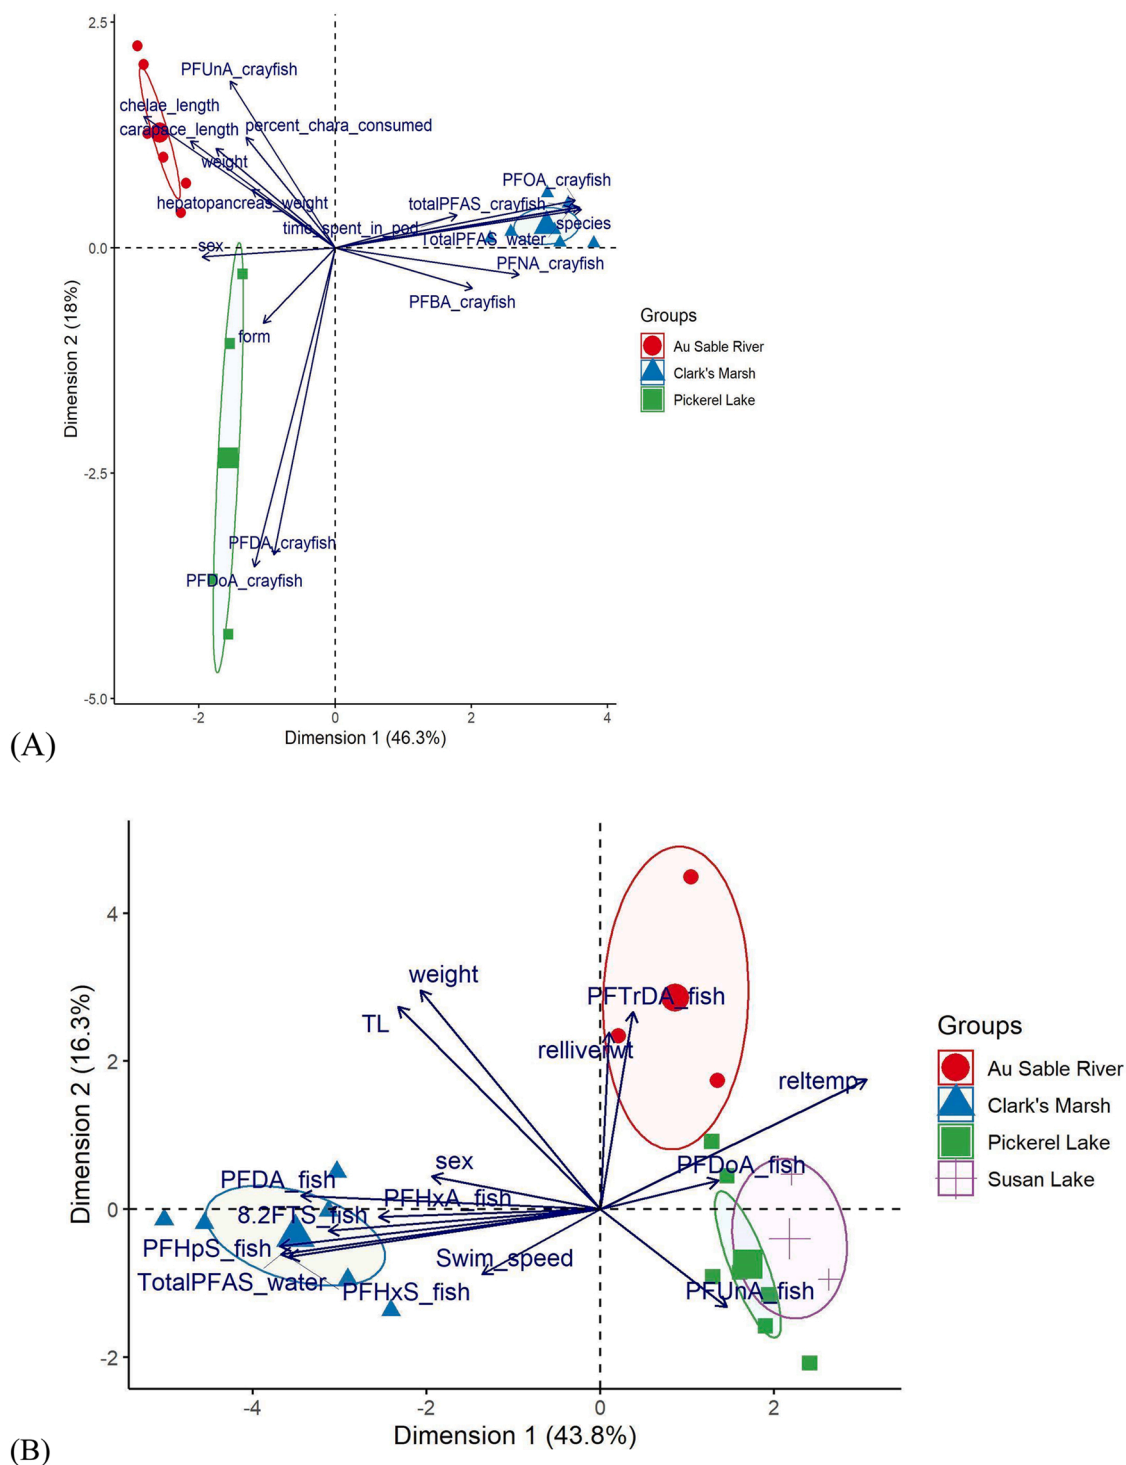 2.5
PFUnA_crayfish
chelae_length
carapace_length
percent_chara_consumed
weight
PFOA_crayfish
hepatopancreas_weight
totalPFAS_crayfish
time_spent_in_pod
species
0.0
sex
TotalPFAS_water
PFNA_crayfish
PFBA_crayfish
form
Groups
Au Sable River
Clark's Marsh
Pickerel Lake
Dimension 2 (18%)
-2.5
PFDA_crayfish
PFDoA_crayfish
-5.0
-2 0 2 4
Dimension 1 (46.3%)
(A)
4
weight
TL
PFTrDA_fish
relliverwt
2
reltemp
Groups
Au Sable River
Clark's Marsh
Pickerel Lake
Susan Lake
Dimension 2 (16.3%)
sex
PFDoA_fish
PFDA_fish
PFHxA_fish
0
8.2FTS_fish
PFHpS_fish
Swim_speed
TotalPFAS_water
PFHxS_fish
PFUnA_fish
-2
-4 -2 0 2
Dimension 1 (43.8%)
(B)